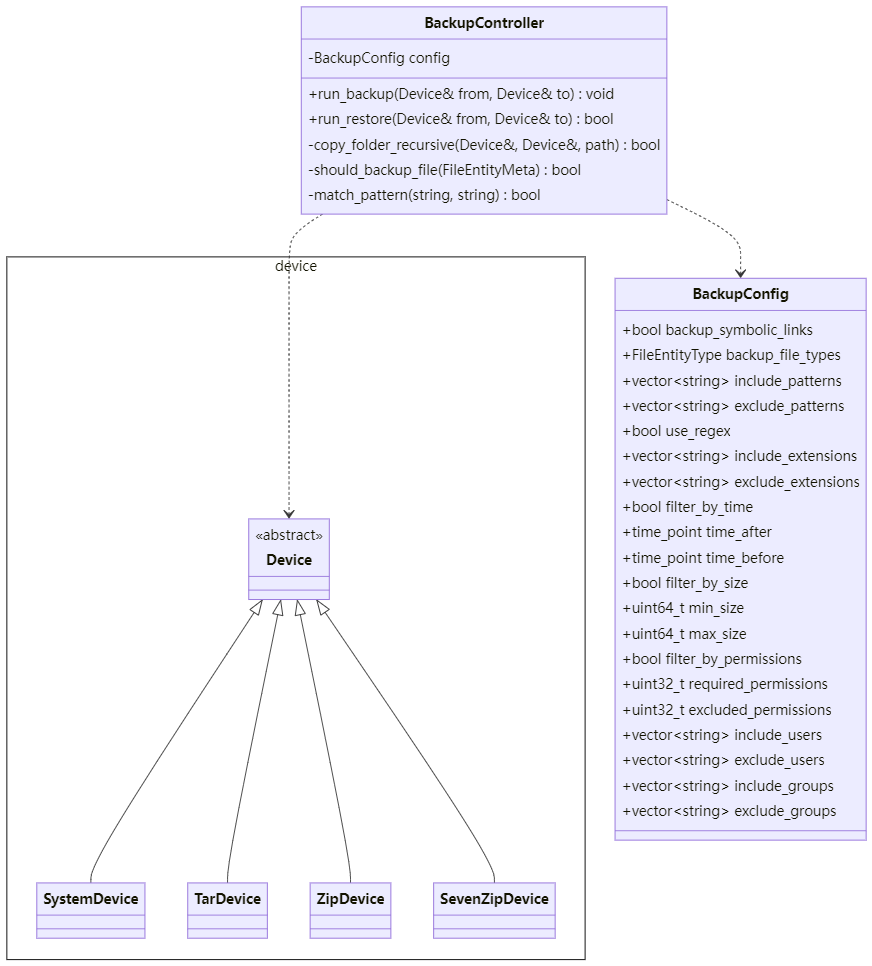 BackupController
-BackupConfig config
+run_backup(Device& from, Device& to) : void
+run_restore(Device& from, Device& to) : bool
-copy_folder_recursive(Device&, Device&, path) : bool
-should_backup_file(FileEntityMeta) : bool
-match_pattern(string, string) : bool
device
«abstract»
Device
SystemDevice
TarDevice
ZipDevice
SevenZipDevice
BackupConfig
+bool backup_symbolic_links
+FileEntityType backup_file_types
+vector<string> include_patterns
+vector<string> exclude_patterns
+bool use_regex
+vector<string> include_extensions
+vector<string> exclude_extensions
+bool filter_by_time
+time_point time_after
+time_point time_before
+bool filter_by_size
+uint64_t min_size
+uint64_t max_size
+bool filter_by_permissions
+uint32_t required_permissions
+uint32_t excluded_permissions
+vector<string> include_users
+vector<string> exclude_users
+vector<string> include_groups
+vector<string> exclude_groups